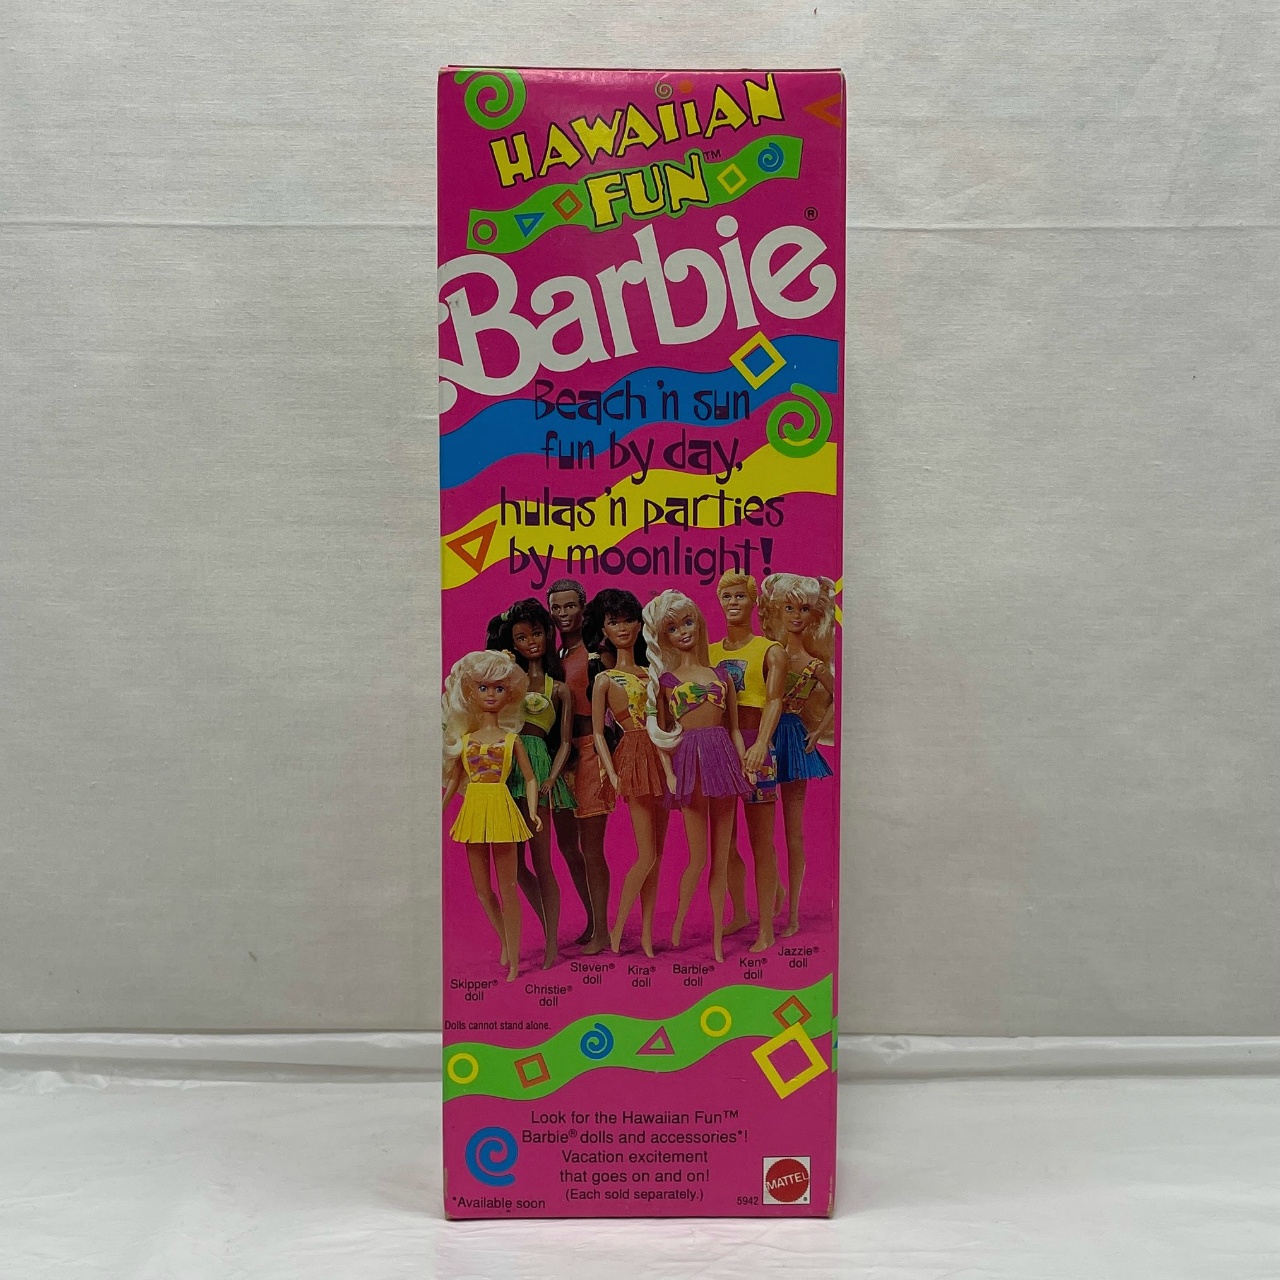 HAWAIIAN
FUN™
Barbie®
Beach 'n sun
fun by day,
hulas 'n parties
by moonlight!
Skipper® doll
Christie® doll
Steven® doll
Kira® doll
Barbie® doll
Ken® doll
Jazzie® doll
Dolls cannot stand alone.
Look for the Hawaiian Fun™
Barbie® dolls and accessories*!
Vacation excitement
that goes on and on!
(Each sold separately.)
*Available soon
5942
MATTEL®